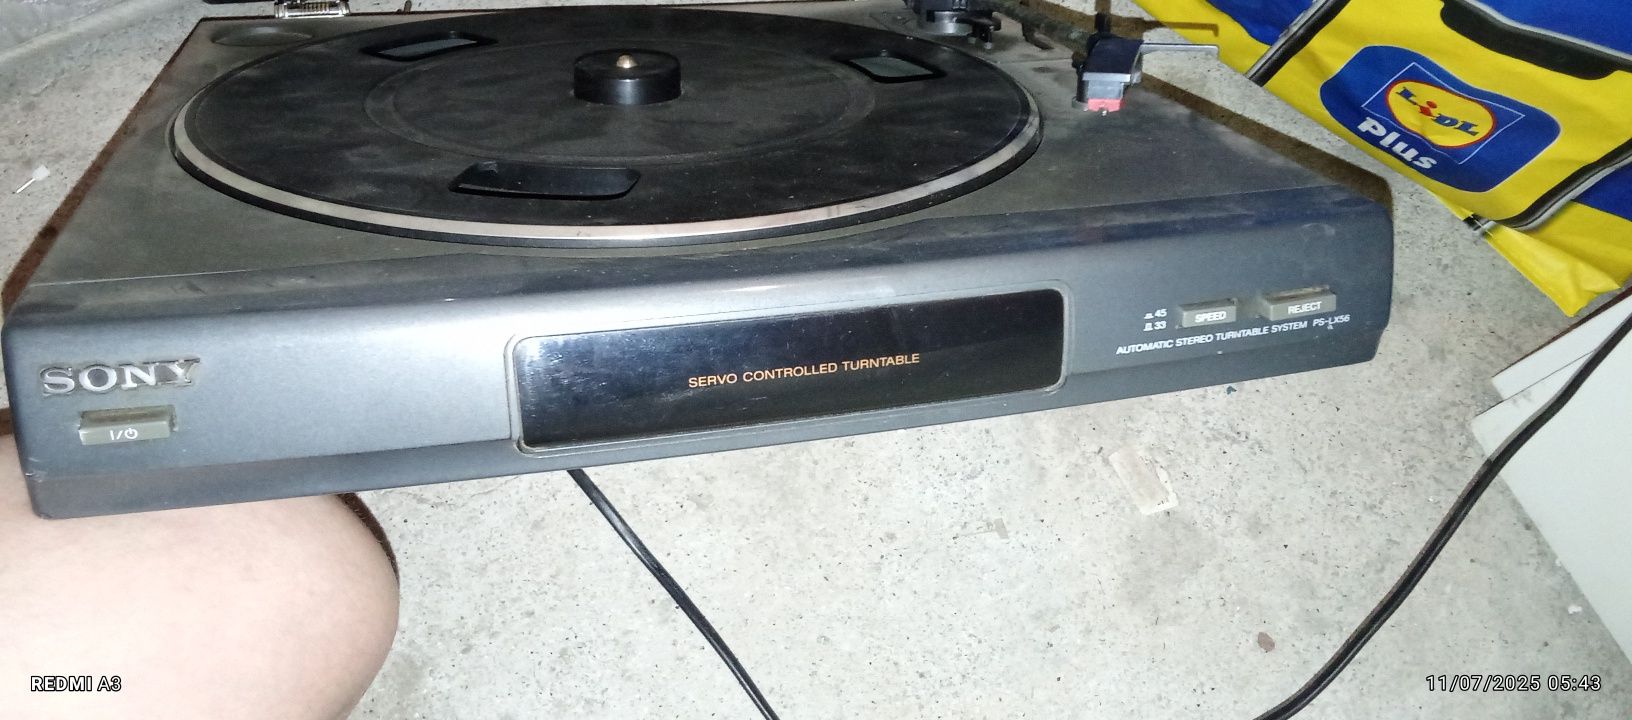 LiDL
Plus
SONY
I/⏻
SERVO CONTROLLED TURNTABLE
45
33
SPEED
REJECT
AUTOMATIC STEREO TURNTABLE SYSTEM PS-LX56
REDMI A3
11/07/2025 05:43